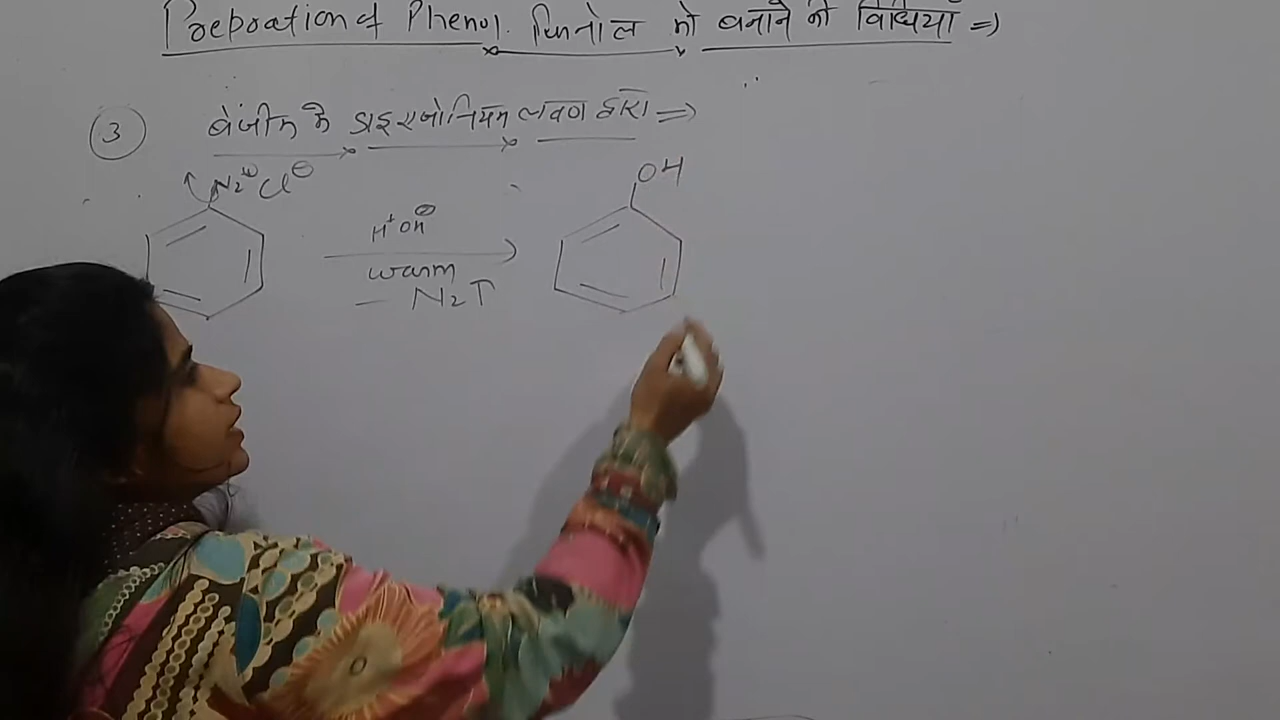 Preparation of Phenol. फिनोल को बनाने की विधियाँ =>
3 बेंजीन के डाइएजोनियम लवण द्वारा =>
N2⊕Cl⊖ OH
H+ OH⊖
warm
- N2↑